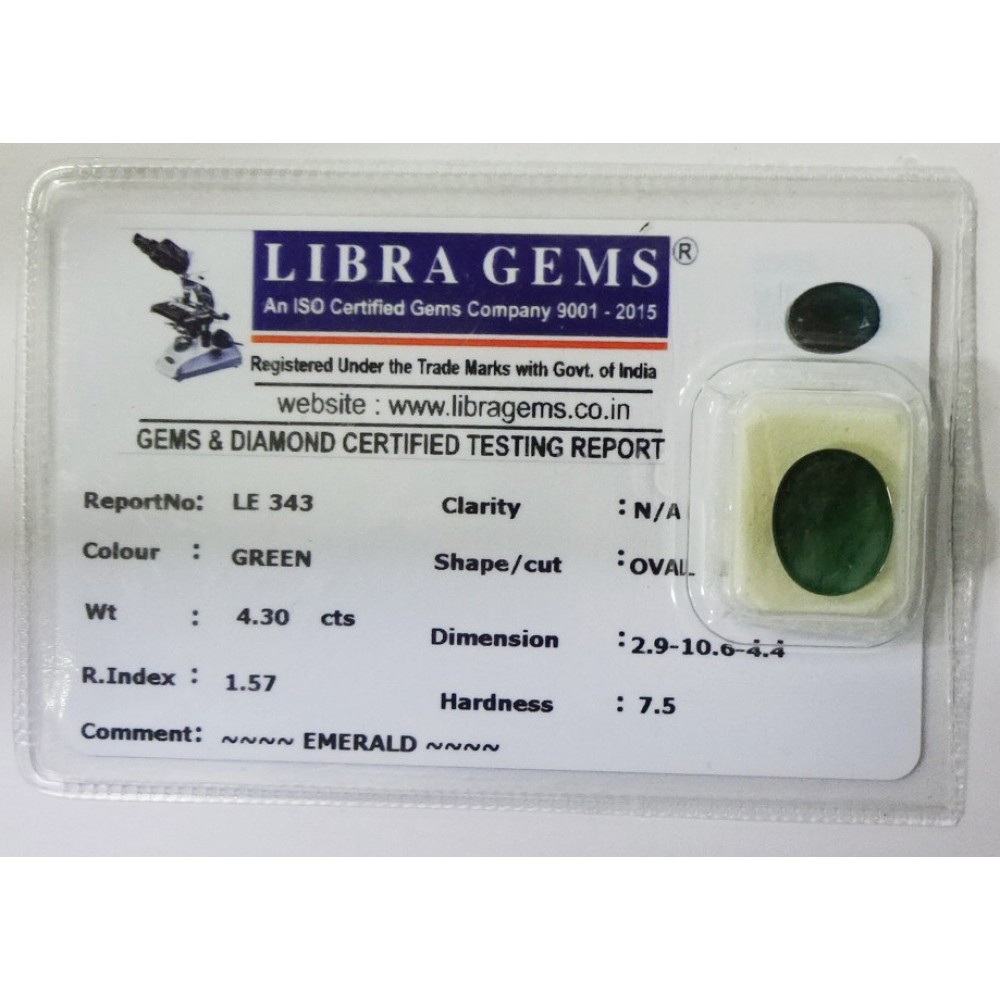 LIBRA GEMS ®
An ISO Certified Gems Company 9001 - 2015
Registered Under the Trade Marks with Govt. of India
website : www.libragems.co.in
GEMS & DIAMOND CERTIFIED TESTING REPORT
ReportNo: LE 343
Clarity : N/A
Colour : GREEN
Shape/cut : OVAL
Wt : 4.30 cts
Dimension : 2.9-10.6-4.4
R.Index : 1.57
Hardness : 7.5
Comment: ~~~~ EMERALD ~~~~